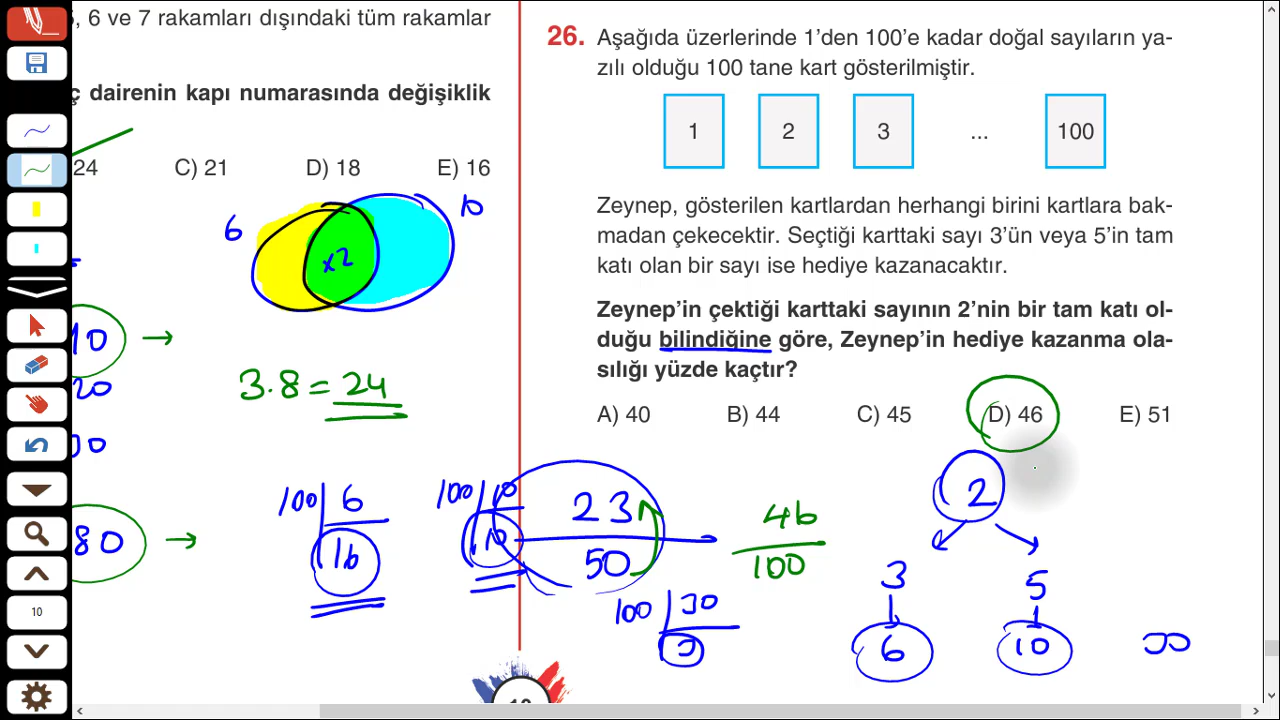 5, 6 ve 7 rakamları dışındaki tüm rakamlar
ç dairenin kapı numarasında değişiklik
24 C) 21 D) 18 E) 16
6 10
x2
10 →
20
30
80 →
3.8 = 24
100 6
16
100 10
10
26. Aşağıda üzerlerinde 1'den 100'e kadar doğal sayıların ya-
zılı olduğu 100 tane kart gösterilmiştir.
1 2 3 ... 100
Zeynep, gösterilen kartlardan herhangi birini kartlara bak-
madan çekecektir. Seçtiği karttaki sayı 3'ün veya 5'in tam
katı olan bir sayı ise hediye kazanacaktır.
Zeynep'in çektiği karttaki sayının 2'nin bir tam katı ol-
duğu bilindiğine göre, Zeynep'in hediye kazanma ola-
sılığı yüzde kaçtır?
A) 40 B) 44 C) 45 D) 46 E) 51
23
50
46
100
100 30
3
2
3 5
6 10 30
10